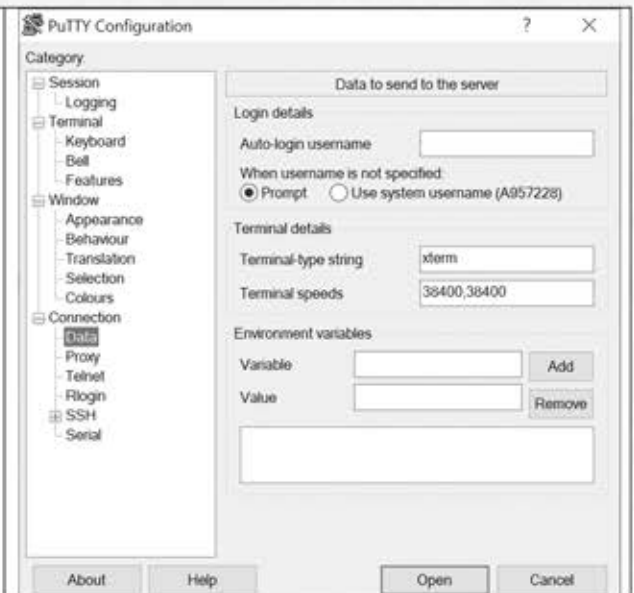 PuTTY Configuration ? ×
Category:
Session
Logging
Terminal
Keyboard
Bell
Features
Window
Appearance
Behaviour
Translation
Selection
Colours
Connection
Data
Proxy
Telnet
Rlogin
SSH
Serial
Data to send to the server
Login details
Auto-login username
When username is not specified:
Prompt Use system username (A957228)
Terminal details
Terminal-type string xterm
Terminal speeds 38400,38400
Environment variables
Variable Add
Value Remove
About Help Open Cancel